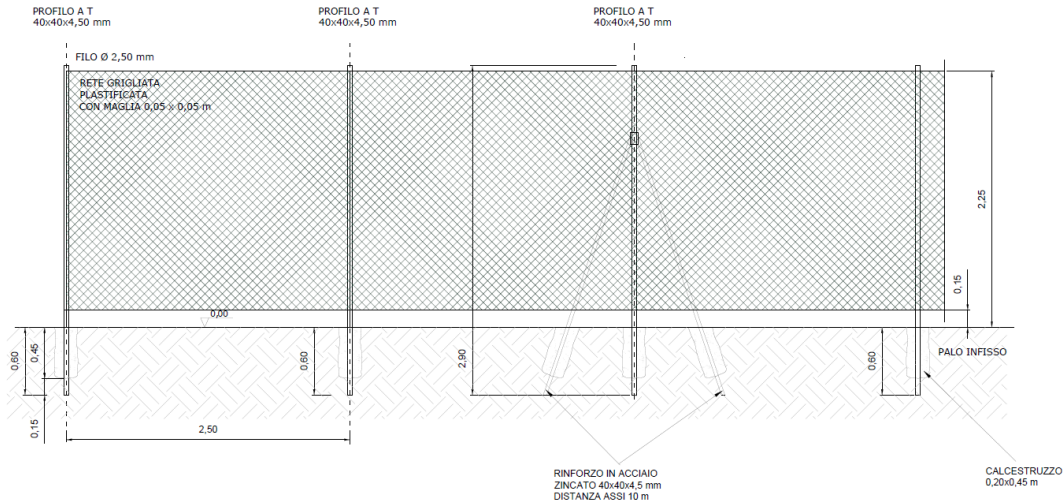 PROFILO A T
40x40x4,50 mm
PROFILO A T
40x40x4,50 mm
PROFILO A T
40x40x4,50 mm
FILO Ø 2,50 mm
RETE GRIGLIATA
PLASTIFICATA
CON MAGLIA 0,05 x 0,05 m
2,25
0,15
0,00
0,60
0,45
0,60
2,90
0,60
PALO INFISSO
0,15
2,50
RINFORZO IN ACCIAIO
ZINCATO 40x40x4,5 mm
DISTANZA ASSI 10 m
CALCESTRUZZO
0,20x0,45 m